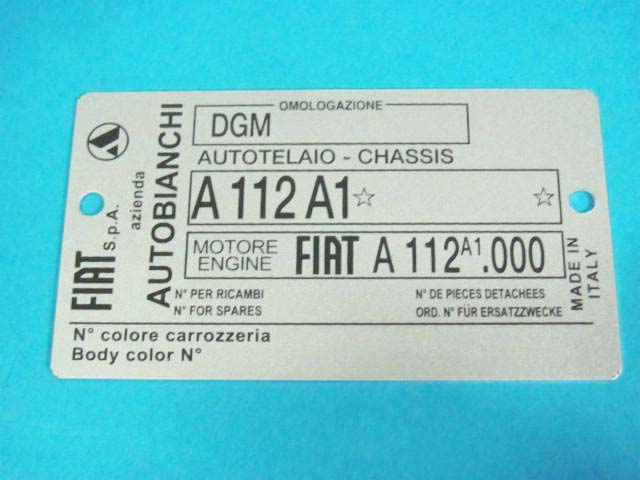 FIAT S.p.A.
azienda
AUTOBIANCHI
OMOLOGAZIONE
DGM
AUTOTELAIO - CHASSIS
A 112 A1☆ ☆
MOTORE
ENGINE
FIAT A 112A1.000
MADE IN
ITALY
N° PER RICAMBI
N° FOR SPARES
N° DE PIECES DETACHEES
ORD. N° FÜR ERSATZZWECKE
N° colore carrozzeria
Body color N°